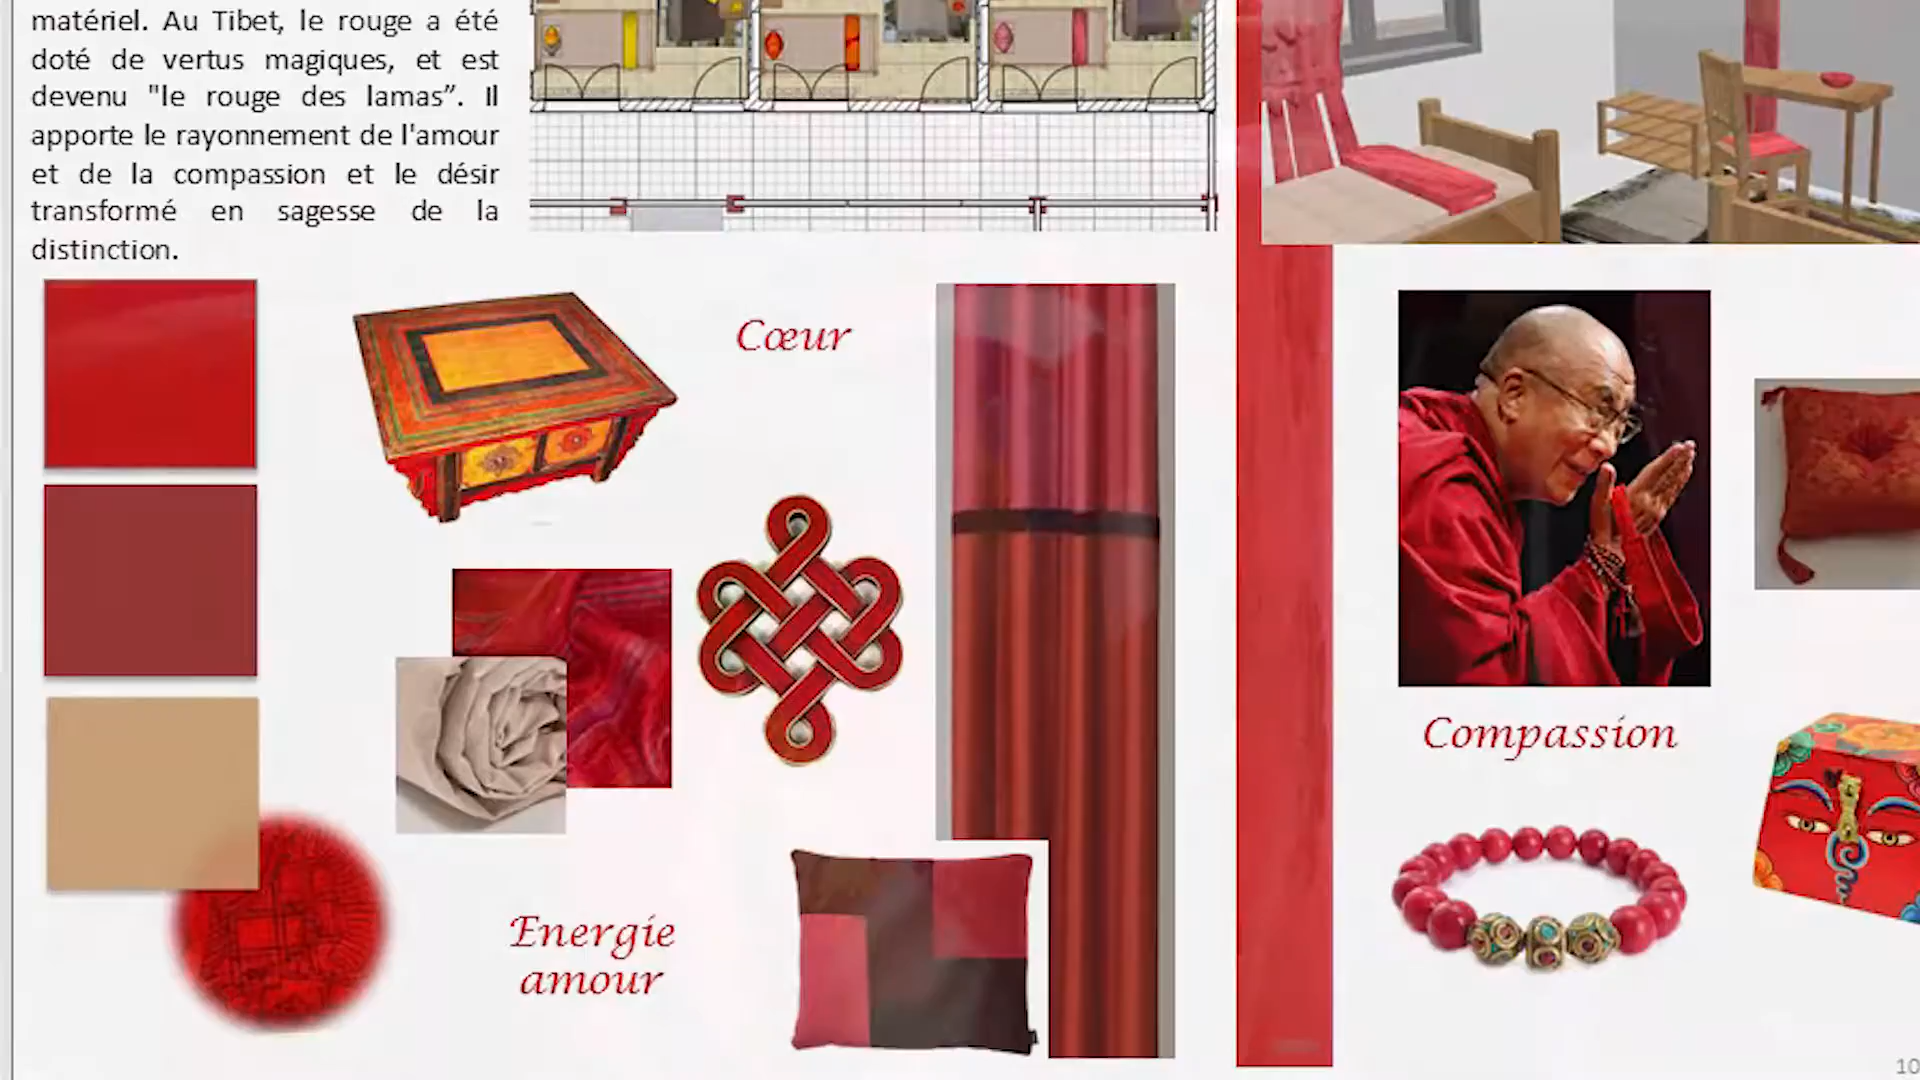 matériel. Au Tibet, le rouge a été
doté de vertus magiques, et est
devenu "le rouge des lamas”. Il
apporte le rayonnement de l'amour
et de la compassion et le désir
transformé en sagesse de la
distinction.
Cœur
Compassion
Energie
amour
10